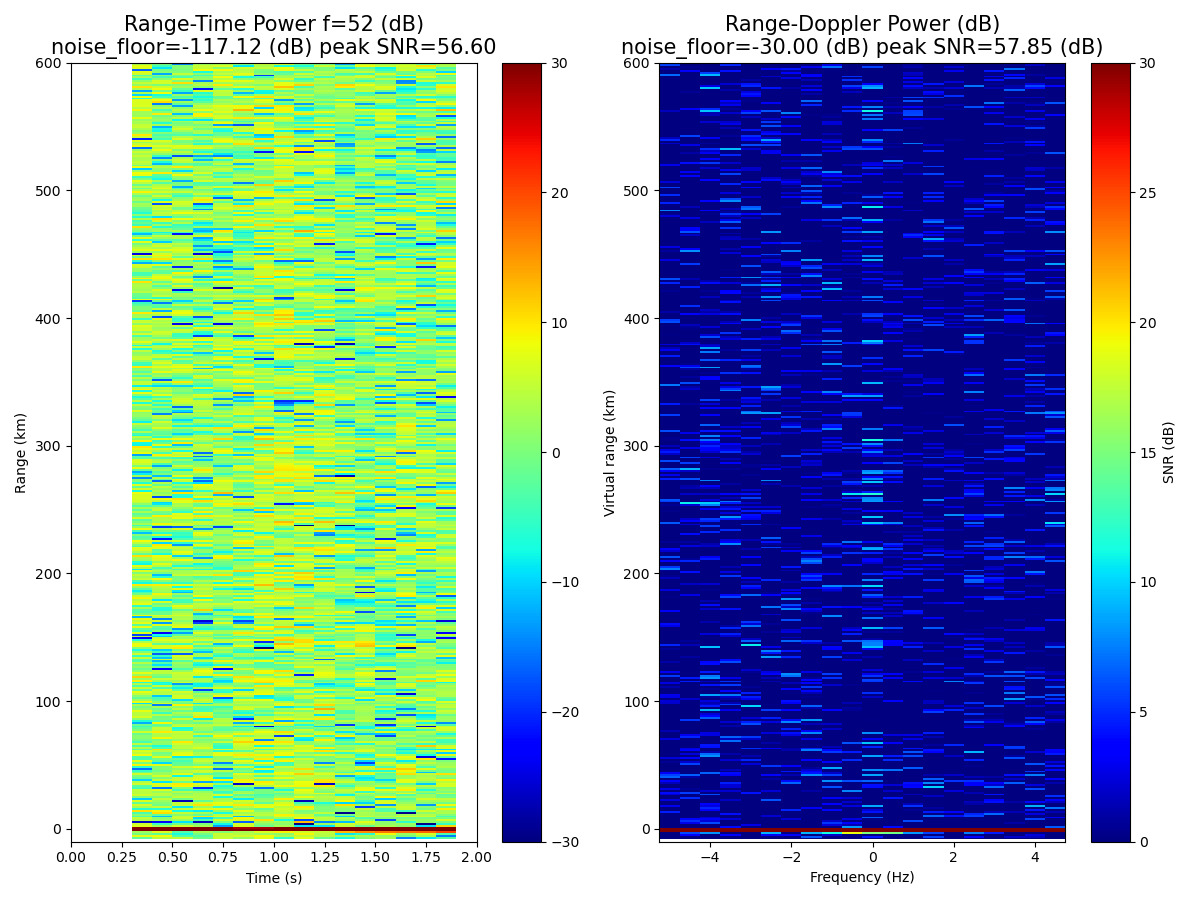 Range-Time Power f=52 (dB)
noise_floor=-117.12 (dB) peak SNR=56.60
600
500
400
300
200
100
0
Range (km)
0.00 0.25 0.50 0.75 1.00 1.25 1.50 1.75 2.00
Time (s)
30
20
10
0
−10
−20
−30
Range-Doppler Power (dB)
noise_floor=-30.00 (dB) peak SNR=57.85 (dB)
600
500
400
300
200
100
0
Virtual range (km)
−4 −2 0 2 4
Frequency (Hz)
30
25
20
15
10
5
0
SNR (dB)